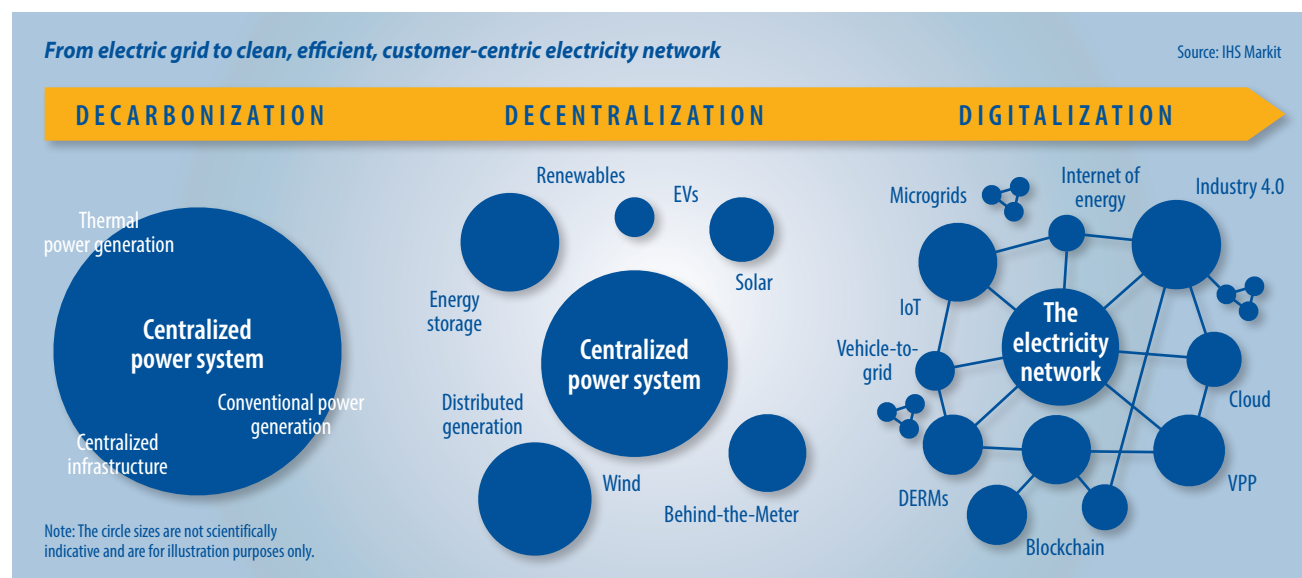 From electric grid to clean, efficient, customer-centric electricity network
Source: IHS Markit
DECARBONIZATION
DECENTRALIZATION
DIGITALIZATION
Thermal
power generation
Centralized
power system
Conventional power
generation
Centralized
infrastructure
Note: The circle sizes are not scientifically
indicative and are for illustration purposes only.
Renewables
EVs
Solar
Energy
storage
Centralized
power system
Distributed
generation
Wind
Behind-the-Meter
Microgrids
Internet of
energy
Industry 4.0
IoT
The
electricity
network
Vehicle-to-
grid
Cloud
DERMs
VPP
Blockchain